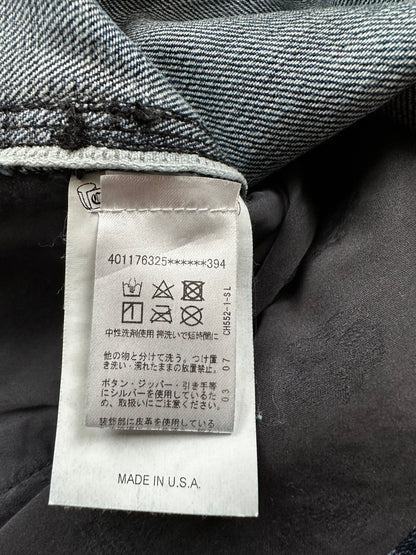 401176325******394
中性洗剤使用 押洗いで短時間に
他の物と分けて洗う。つけ置
き洗い・濡れたままの放置禁止。
ボタン・ジッパー・引き手等
にシルバーを使用しているた
め、取扱いにご注意ください。
装飾部に皮革を使用している
CH552-1-S L
03 07
MADE IN U.S.A.